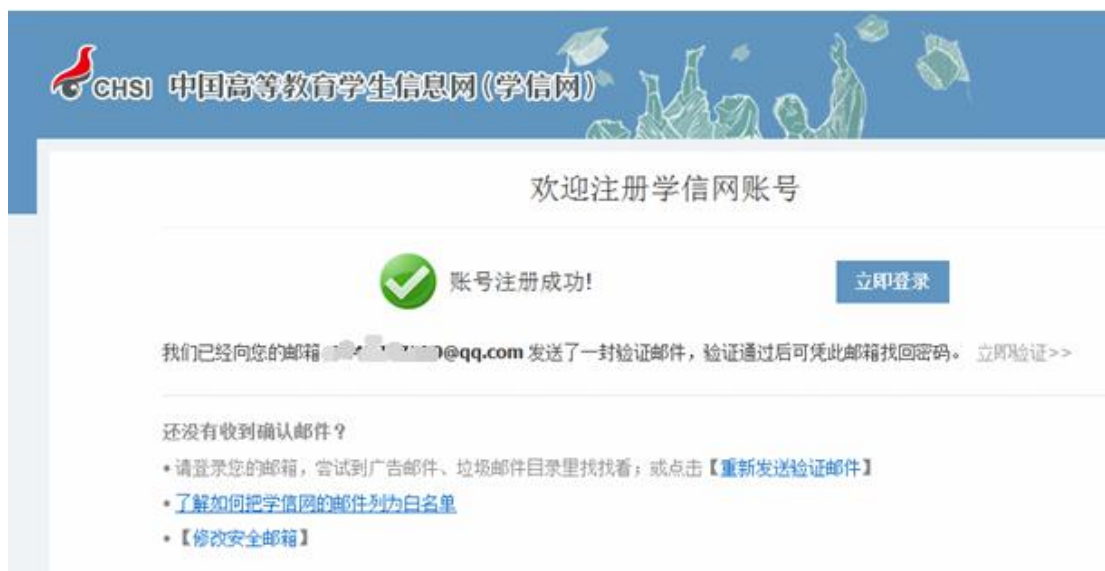 CHSI 中国高等教育学生信息网(学信网)
欢迎注册学信网账号
账号注册成功! 立即登录
我们已经向您的邮箱 @qq.com 发送了一封验证邮件，验证通过后可凭此邮箱找回密码。 立即验证>>
还没有收到确认邮件？
•请登录您的邮箱，尝试到广告邮件、垃圾邮件目录里找找看；或点击【重新发送验证邮件】
•了解如何把学信网的邮件列为白名单
•【修改安全邮箱】